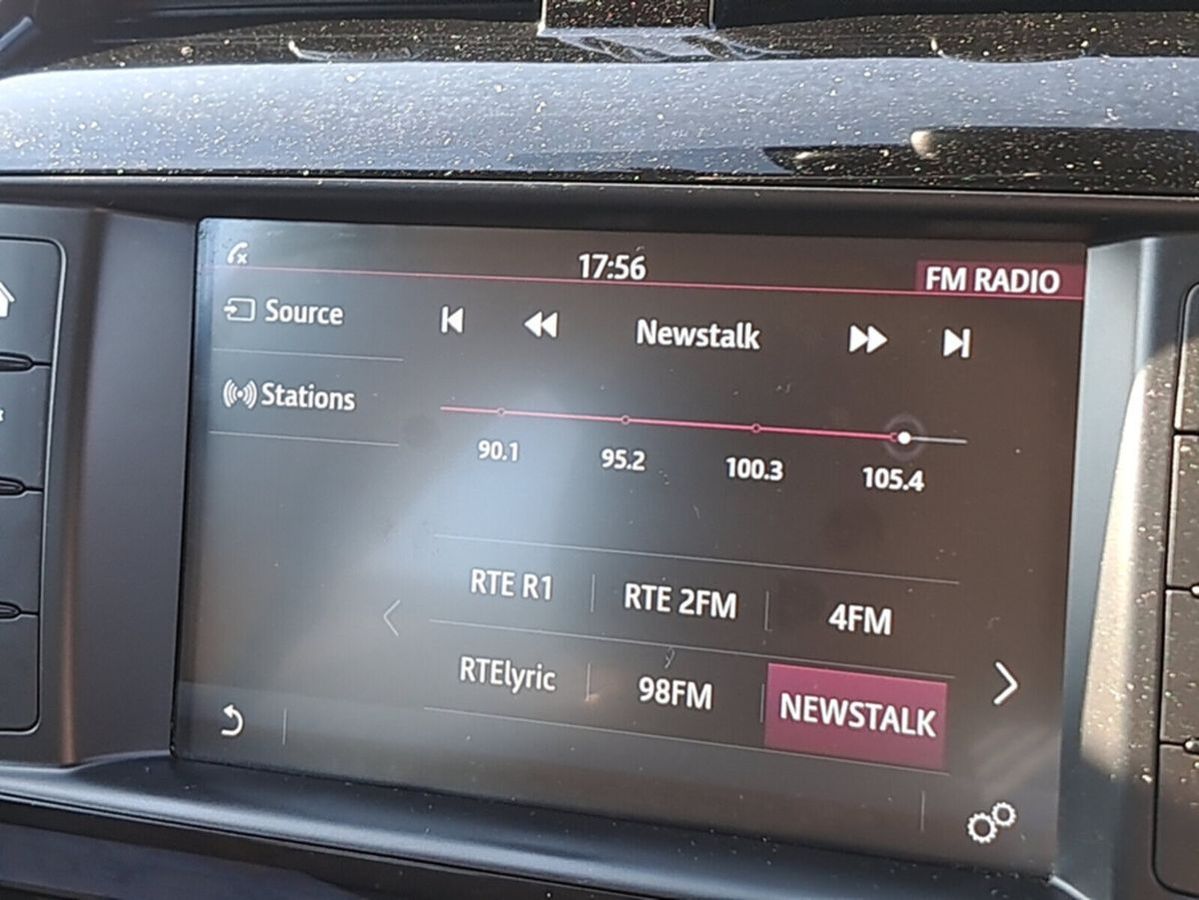 17:56
FM RADIO
Source
Newstalk
Stations
90.1 95.2 100.3 105.4
RTE R1 RTE 2FM 4FM
RTElyric 98FM NEWSTALK